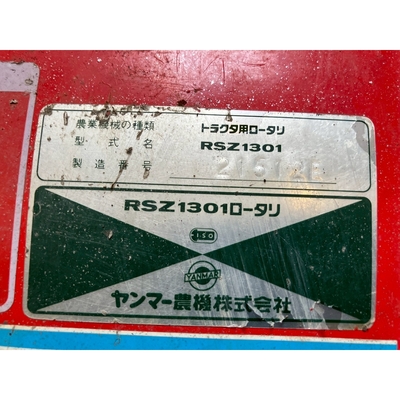 農業機械の種類 トラクタ用ロータリ
型式名 RSZ1301
製造番号
RSZ1301ロータリ
ISO
YANMAR
ヤンマー農機株式会社